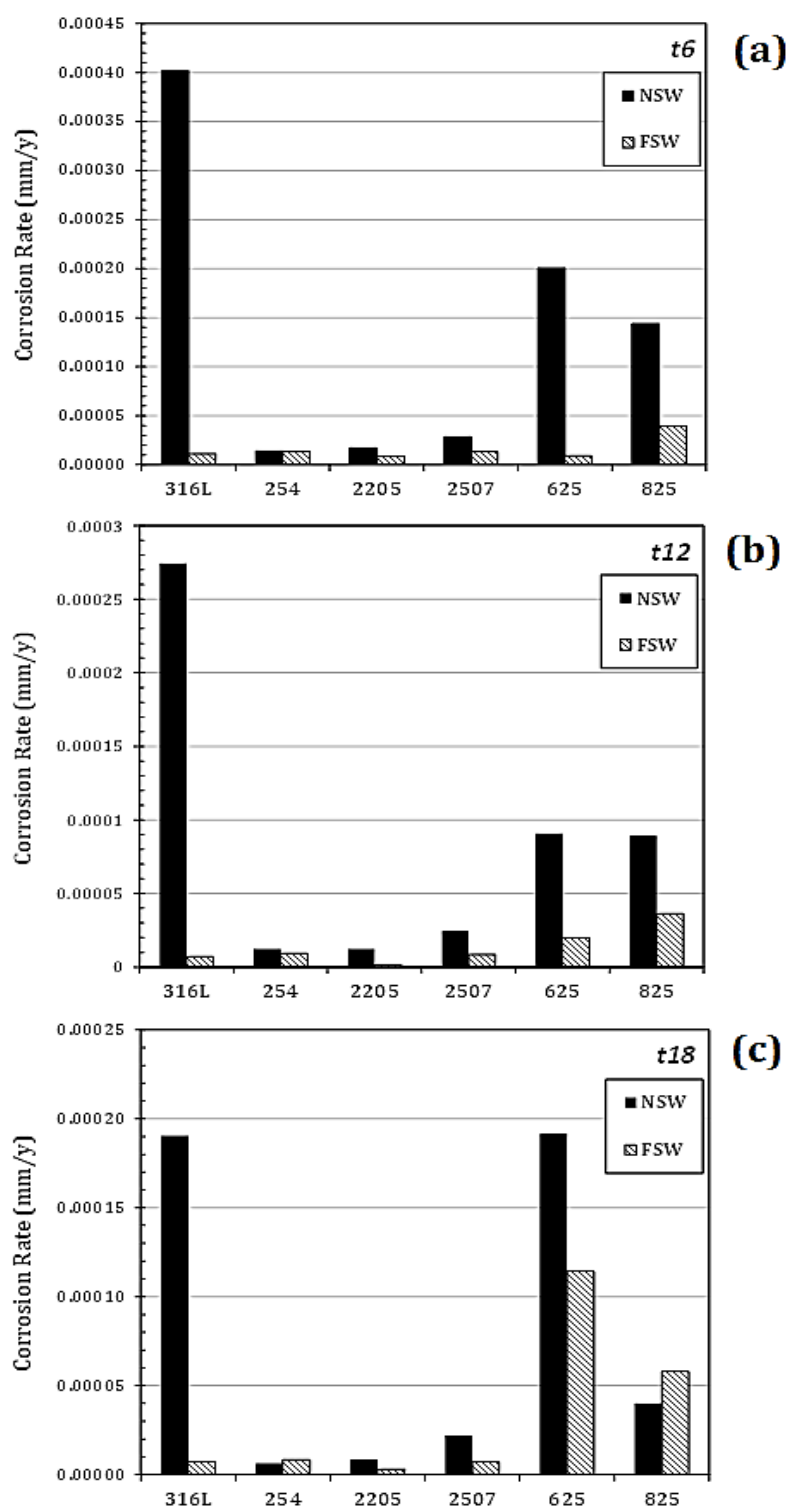 t6
(a)
NSW
FSW
Corrosion Rate (mm/y)
0.00045
0.00040
0.00035
0.00030
0.00025
0.00020
0.00015
0.00010
0.00005
0.00000
316L 254 2205 2507 625 825
t12
(b)
NSW
FSW
Corrosion Rate (mm/y)
0.0003
0.00025
0.0002
0.00015
0.0001
0.00005
0
316L 254 2205 2507 625 825
t18
(c)
NSW
FSW
Corrosion Rate (mm/y)
0.00025
0.00020
0.00015
0.00010
0.00005
0.00000
316L 254 2205 2507 625 825